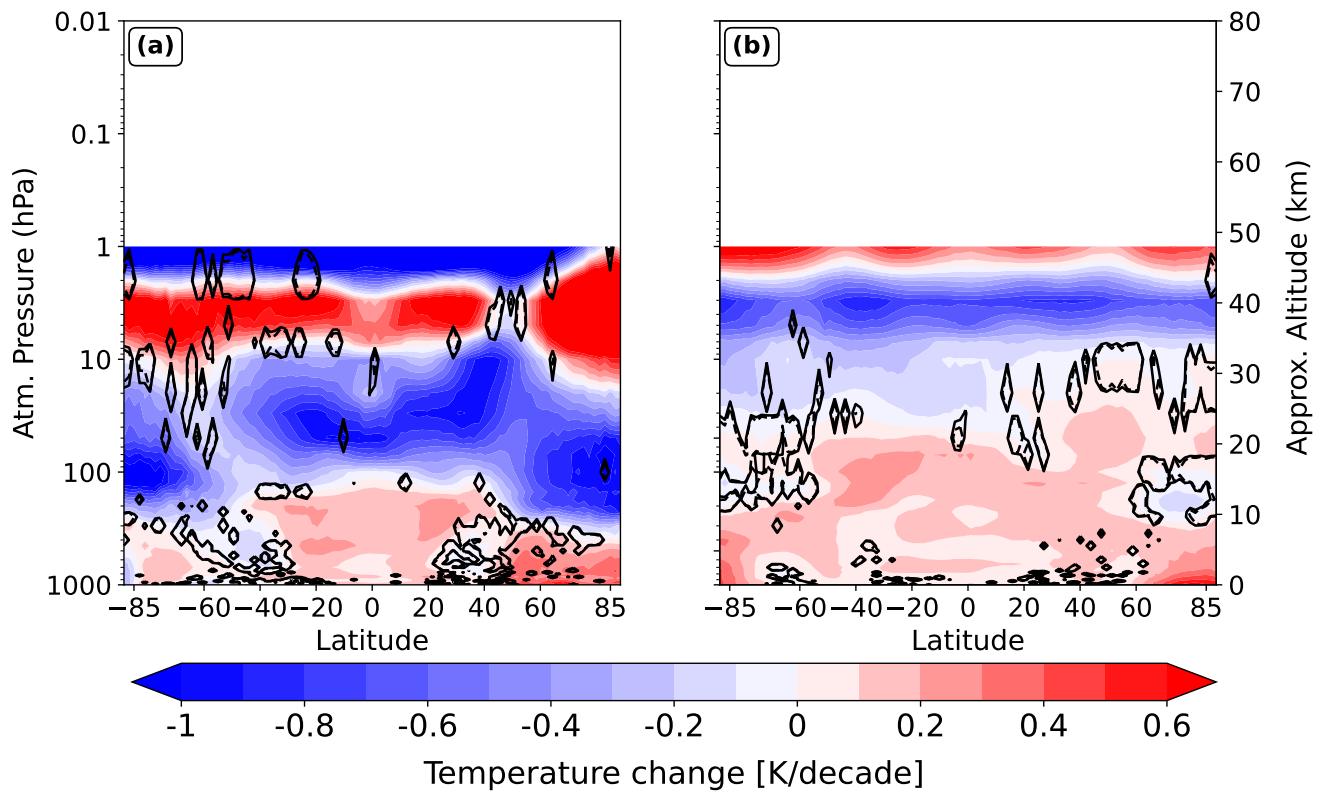 (a)
(b)
Atm. Pressure (hPa)
0.01
0.1
1
10
100
1000
80
70
60
50
40
30
20
10
0
Approx. Altitude (km)
−85 −60 −40 −20 0 20 40 60 85
−85 −60 −40 −20 0 20 40 60 85
Latitude
Latitude
-1 -0.8 -0.6 -0.4 -0.2 0 0.2 0.4 0.6
Temperature change [K/decade]